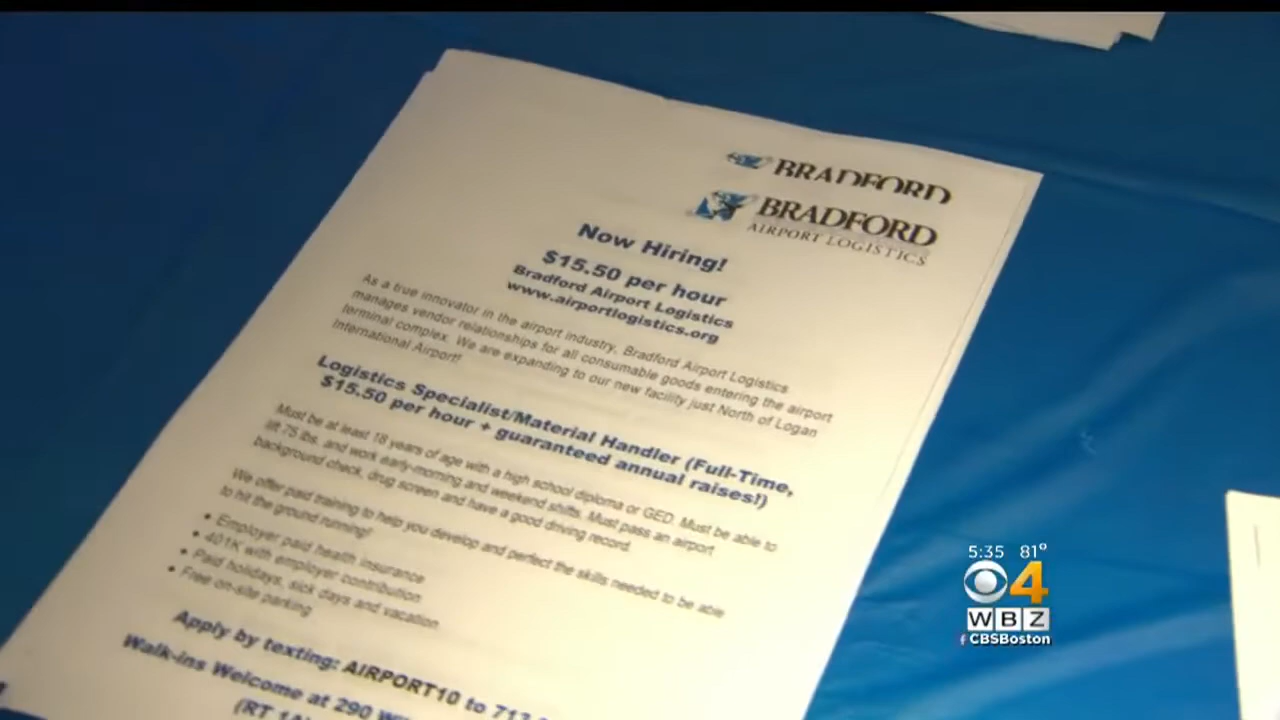 BRADFORD
BRADFORD
AIRPORT LOGISTICS
Now Hiring!
$15.50 per hour
Bradford Airport Logistics
www.airportlogistics.org
As a true innovator in the airport industry, Bradford Airport Logistics
manages vendor relationships for all consumable goods entering the airport
terminal complex. We are expanding to our new facility just North of Logan
International Airport!
Logistics Specialist/Material Handler (Full-Time,
$15.50 per hour + guaranteed annual raises!)
Must be at least 18 years of age with a high school diploma or GED. Must be able to
lift 75 lbs. and work early-morning and weekend shifts. Must pass an airport
background check, drug screen and have a good driving record.
We offer paid training to help you develop and perfect the skills needed to be able
to hit the ground running!
• Employer paid health insurance
• 401K with employer contribution
• Paid holidays, sick days and vacation
• Free on-site parking
Apply by texting: AIRPORT10 to 713
Walk-ins Welcome at 290
(RT
5:35 81°
4
WBZ
f CBSBoston